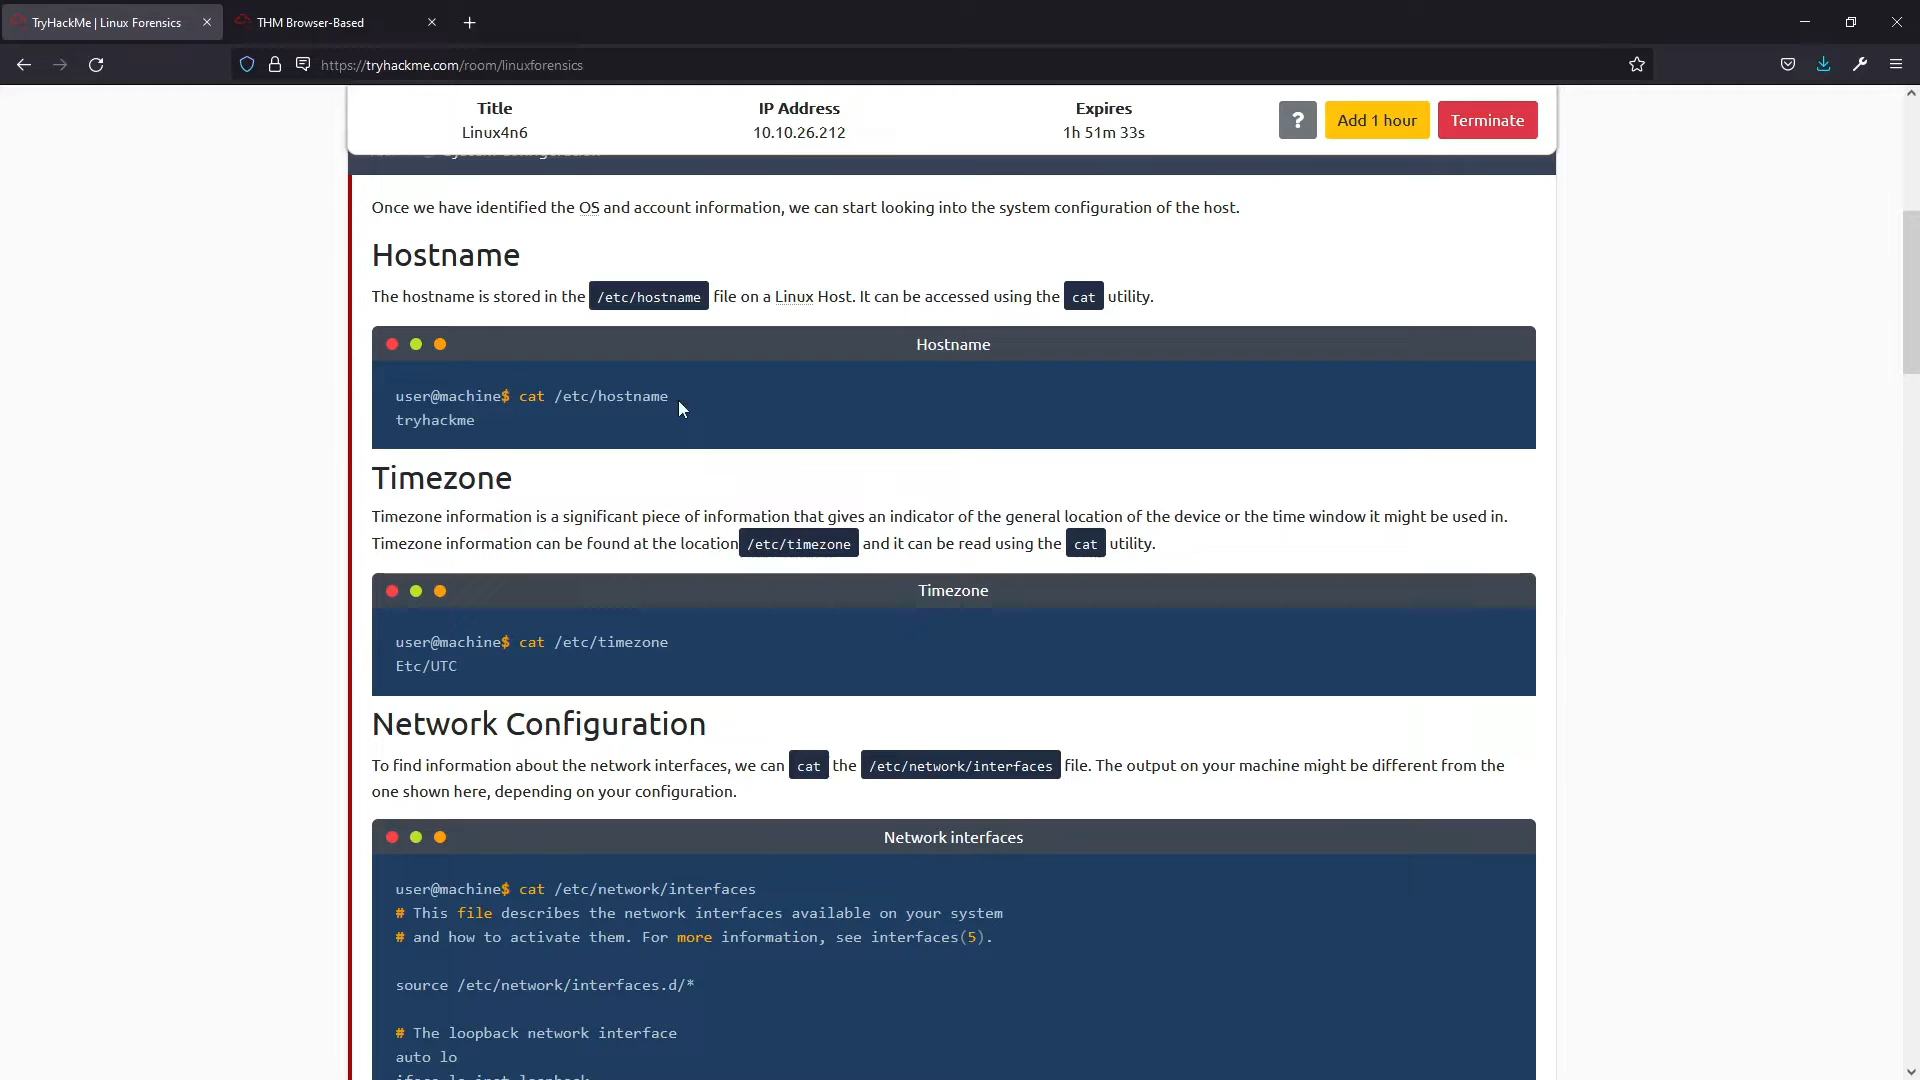 TryHackMe | Linux Forensics
THM Browser-Based
https://tryhackme.com/room/linuxforensics
Title
Linux4n6
IP Address
10.10.26.212
Expires
1h 51m 33s
?
Add 1 hour
Terminate
Once we have identified the OS and account information, we can start looking into the system configuration of the host.
Hostname
The hostname is stored in the /etc/hostname file on a Linux Host. It can be accessed using the cat utility.
Hostname
user@machine$ cat /etc/hostname
tryhackme
Timezone
Timezone information is a significant piece of information that gives an indicator of the general location of the device or the time window it might be used in.
Timezone information can be found at the location /etc/timezone and it can be read using the cat utility.
Timezone
user@machine$ cat /etc/timezone
Etc/UTC
Network Configuration
To find information about the network interfaces, we can cat the /etc/network/interfaces file. The output on your machine might be different from the
one shown here, depending on your configuration.
Network interfaces
user@machine$ cat /etc/network/interfaces
# This file describes the network interfaces available on your system
# and how to activate them. For more information, see interfaces(5).
source /etc/network/interfaces.d/*
# The loopback network interface
auto lo